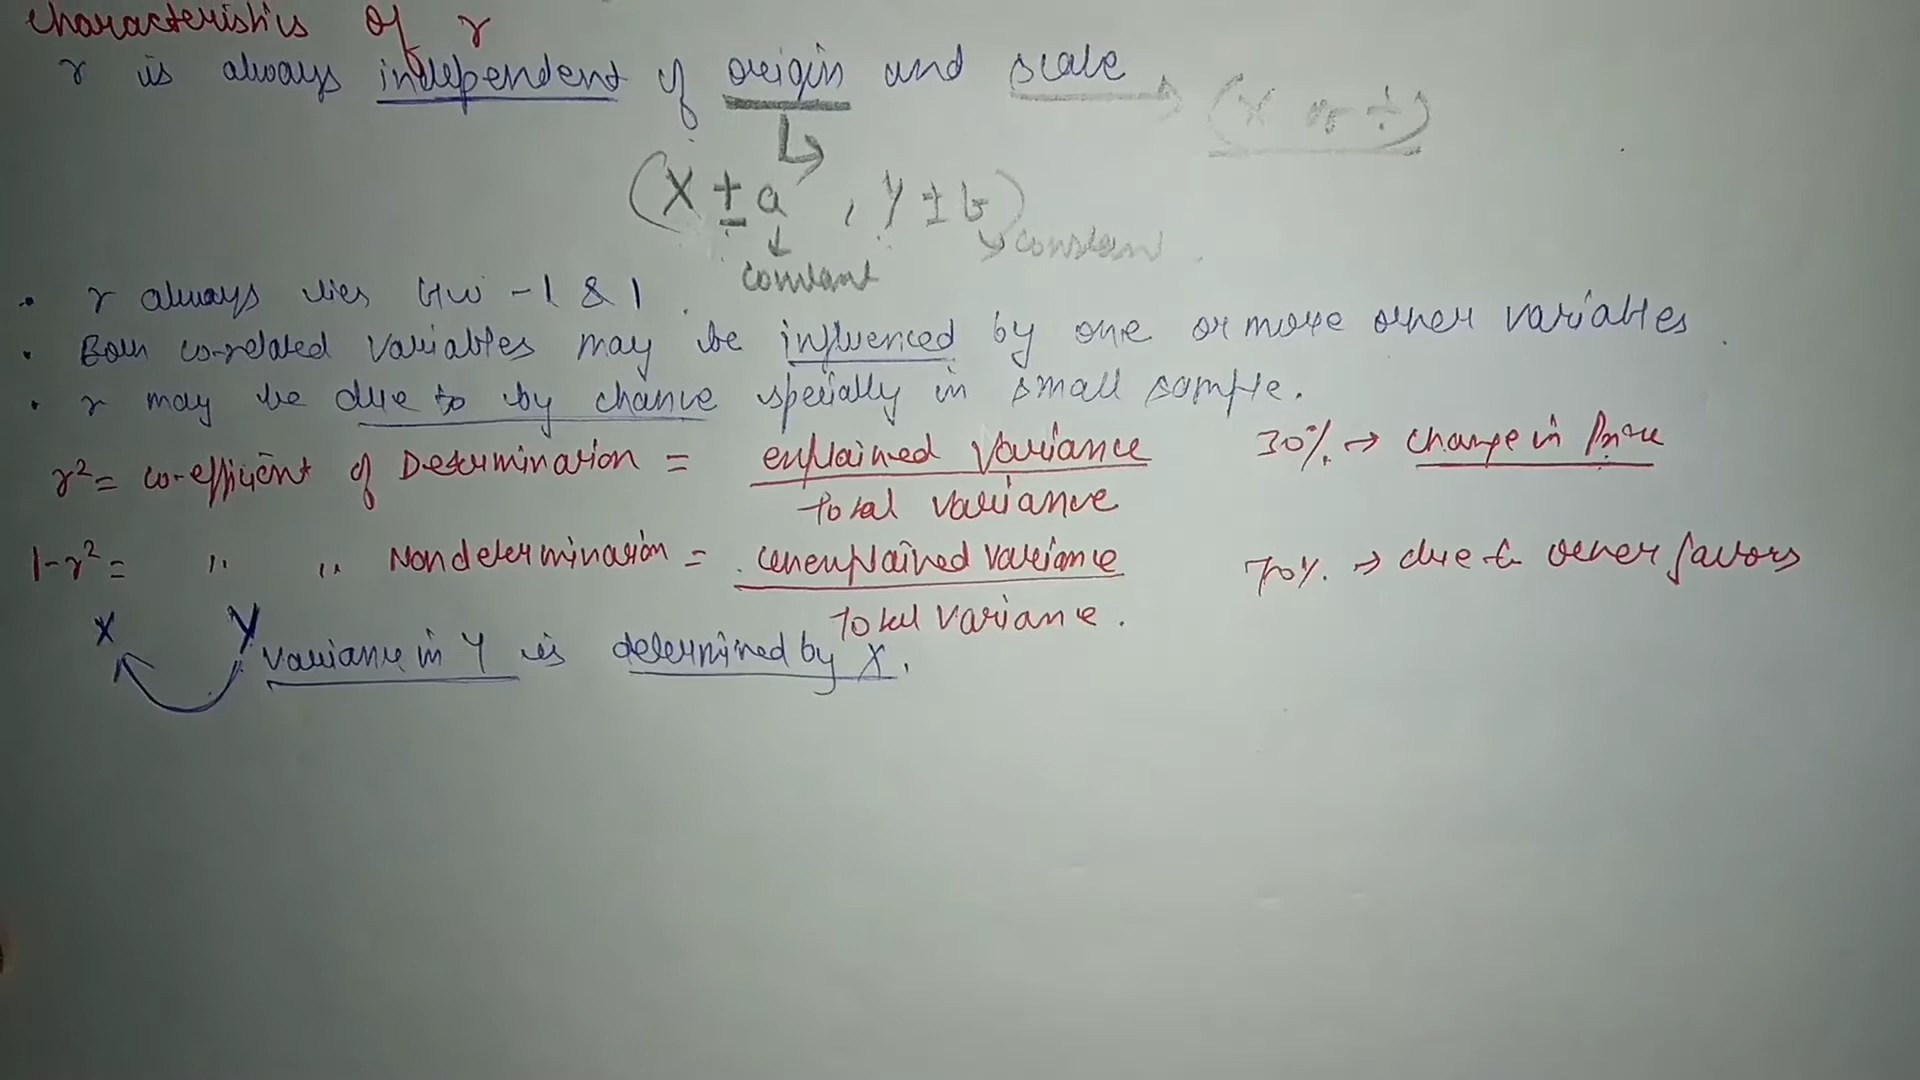 characteristics of r
r is always independent of origin and scale → (× or ÷)
(X ± a , Y ± b)
constant
constant
• r always lies btw -1 & 1.
• Both co-related variables may be influenced by one or more other variables.
• r may be due to by chance specially in small sample.
r² = co-efficient of Determination = explained variance / total variance 30% → change in Price
1-r² = " " Nondetermination = unexplained variance / Total variance. 70% → due to other factors
X Y variance in Y is determined by X.